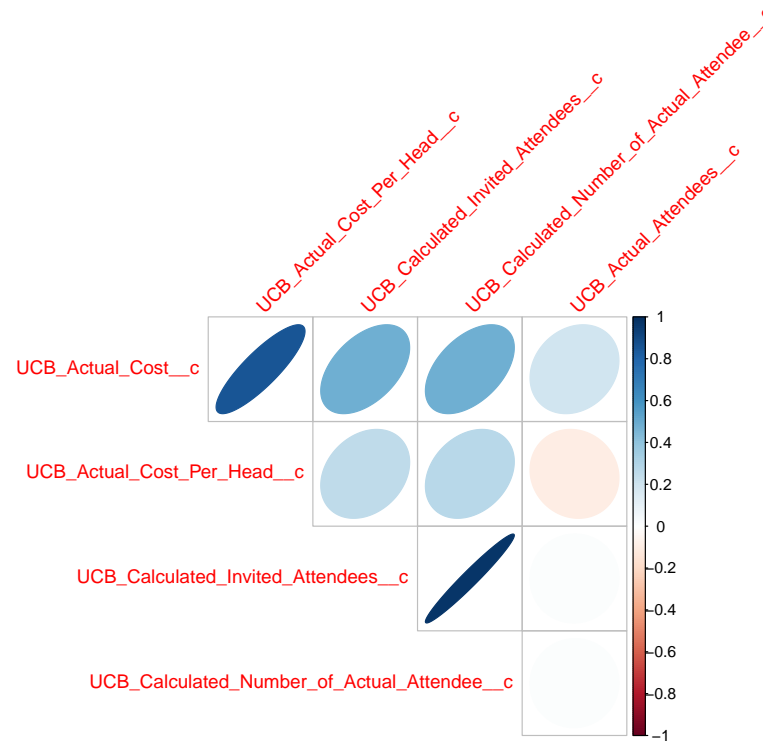 UCB_Actual_Cost_Per_Head__c
UCB_Calculated_Invited_Attendees__c
UCB_Calculated_Number_of_Actual_Attendee__c
UCB_Actual_Attendees__c
UCB_Actual_Cost__c
UCB_Actual_Cost_Per_Head__c
UCB_Calculated_Invited_Attendees__c
UCB_Calculated_Number_of_Actual_Attendee__c
1
0.8
0.6
0.4
0.2
0
−0.2
−0.4
−0.6
−0.8
−1